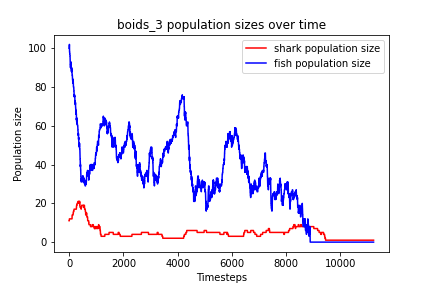 boids_3 population sizes over time
shark population size
fish population size
Population size
100
80
60
40
20
0
0 2000 4000 6000 8000 10000
Timesteps